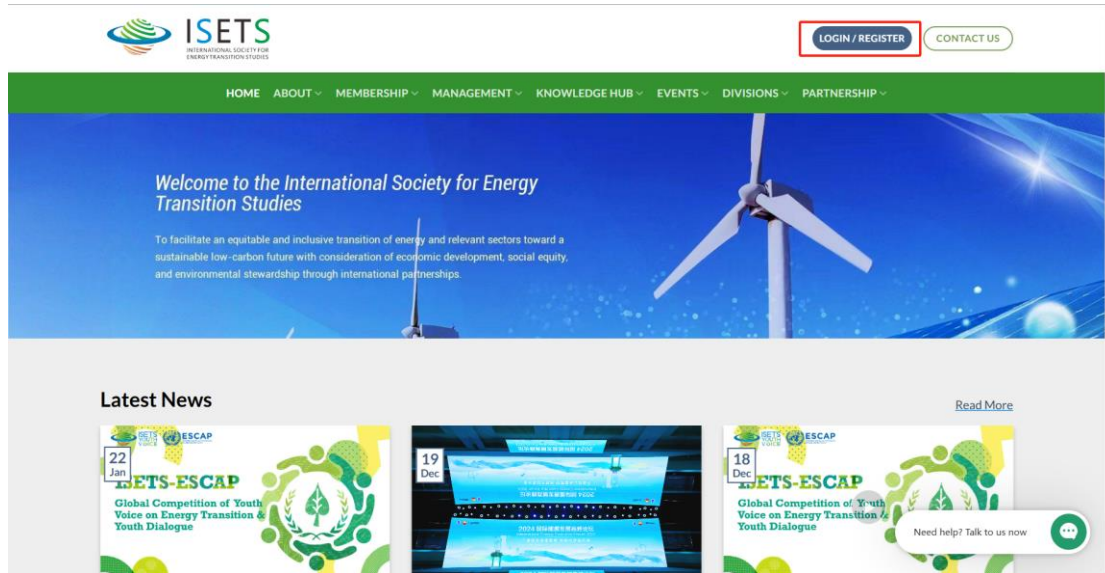 ISETS
INTERNATIONAL SOCIETY FOR
ENERGY TRANSITION STUDIES
LOGIN / REGISTER
CONTACT US
HOME ABOUT MEMBERSHIP MANAGEMENT KNOWLEDGE HUB EVENTS DIVISIONS PARTNERSHIP
Welcome to the International Society for Energy
Transition Studies
To facilitate an equitable and inclusive transition of energy and relevant sectors toward a
sustainable low-carbon future with consideration of economic development, social equity,
and environmental stewardship through international partnerships.
Latest News
Read More
ISETS
YOUTH
VOICE
ESCAP
22
Jan
ISETS-ESCAP
Global Competition of Youth
Voice on Energy Transition &
Youth Dialogue
19
Dec
ISETS
YOUTH
VOICE
ESCAP
18
Dec
ISETS-ESCAP
Global Competition of Youth
Voice on Energy Transition &
Youth Dialogue
Need help? Talk to us now